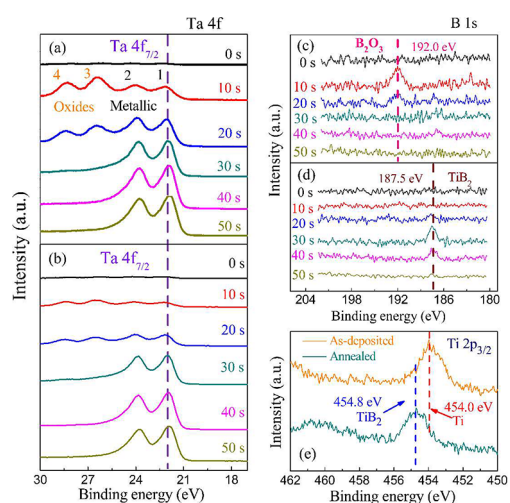 Ta 4f
(a)
Ta 4f7/2
0 s
4 3 2 1
10 s
Oxides
Metallic
20 s
30 s
40 s
50 s
(b)
Ta 4f7/2
0 s
10 s
20 s
30 s
40 s
50 s
30 27 24 21 18
Binding energy (eV)
Intensity (a.u.)
B 1s
(c)
B2O3
192.0 eV
0 s
10 s
20 s
30 s
40 s
50 s
(d)
187.5 eV
TiB2
0 s
10 s
20 s
30 s
40 s
50 s
204 198 192 186 180
Binding energy (eV)
Intensity (a.u.)
As-deposited
Annealed
Ti 2p3/2
454.8 eV
TiB2
454.0 eV
Ti
(e)
462 460 458 456 454 452 450
Binding energy (eV)
Intensity (a.u.)